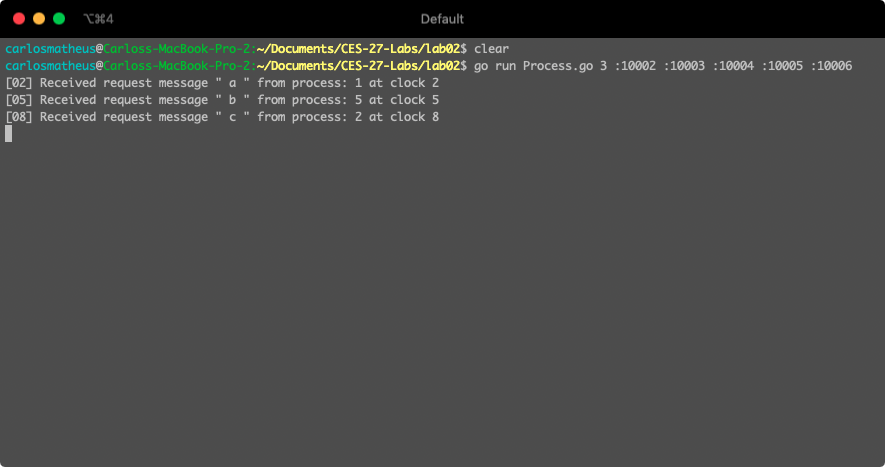 ⌥⌘4 Default
carlosmatheus@Carloss-MacBook-Pro-2:~/Documents/CES-27-Labs/lab02$ clear
carlosmatheus@Carloss-MacBook-Pro-2:~/Documents/CES-27-Labs/lab02$ go run Process.go 3 :10002 :10003 :10004 :10005 :10006
[02] Received request message " a " from process: 1 at clock 2
[05] Received request message " b " from process: 5 at clock 5
[08] Received request message " c " from process: 2 at clock 8